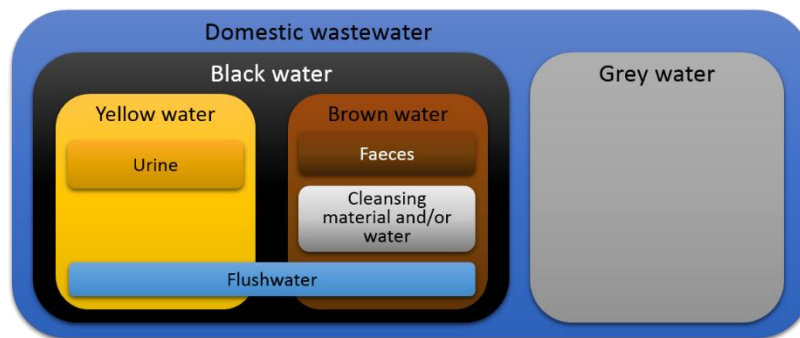 Domestic wastewater
Black water
Grey water
Yellow water
Brown water
Urine
Faeces
Cleansing
material and/or
water
Flushwater